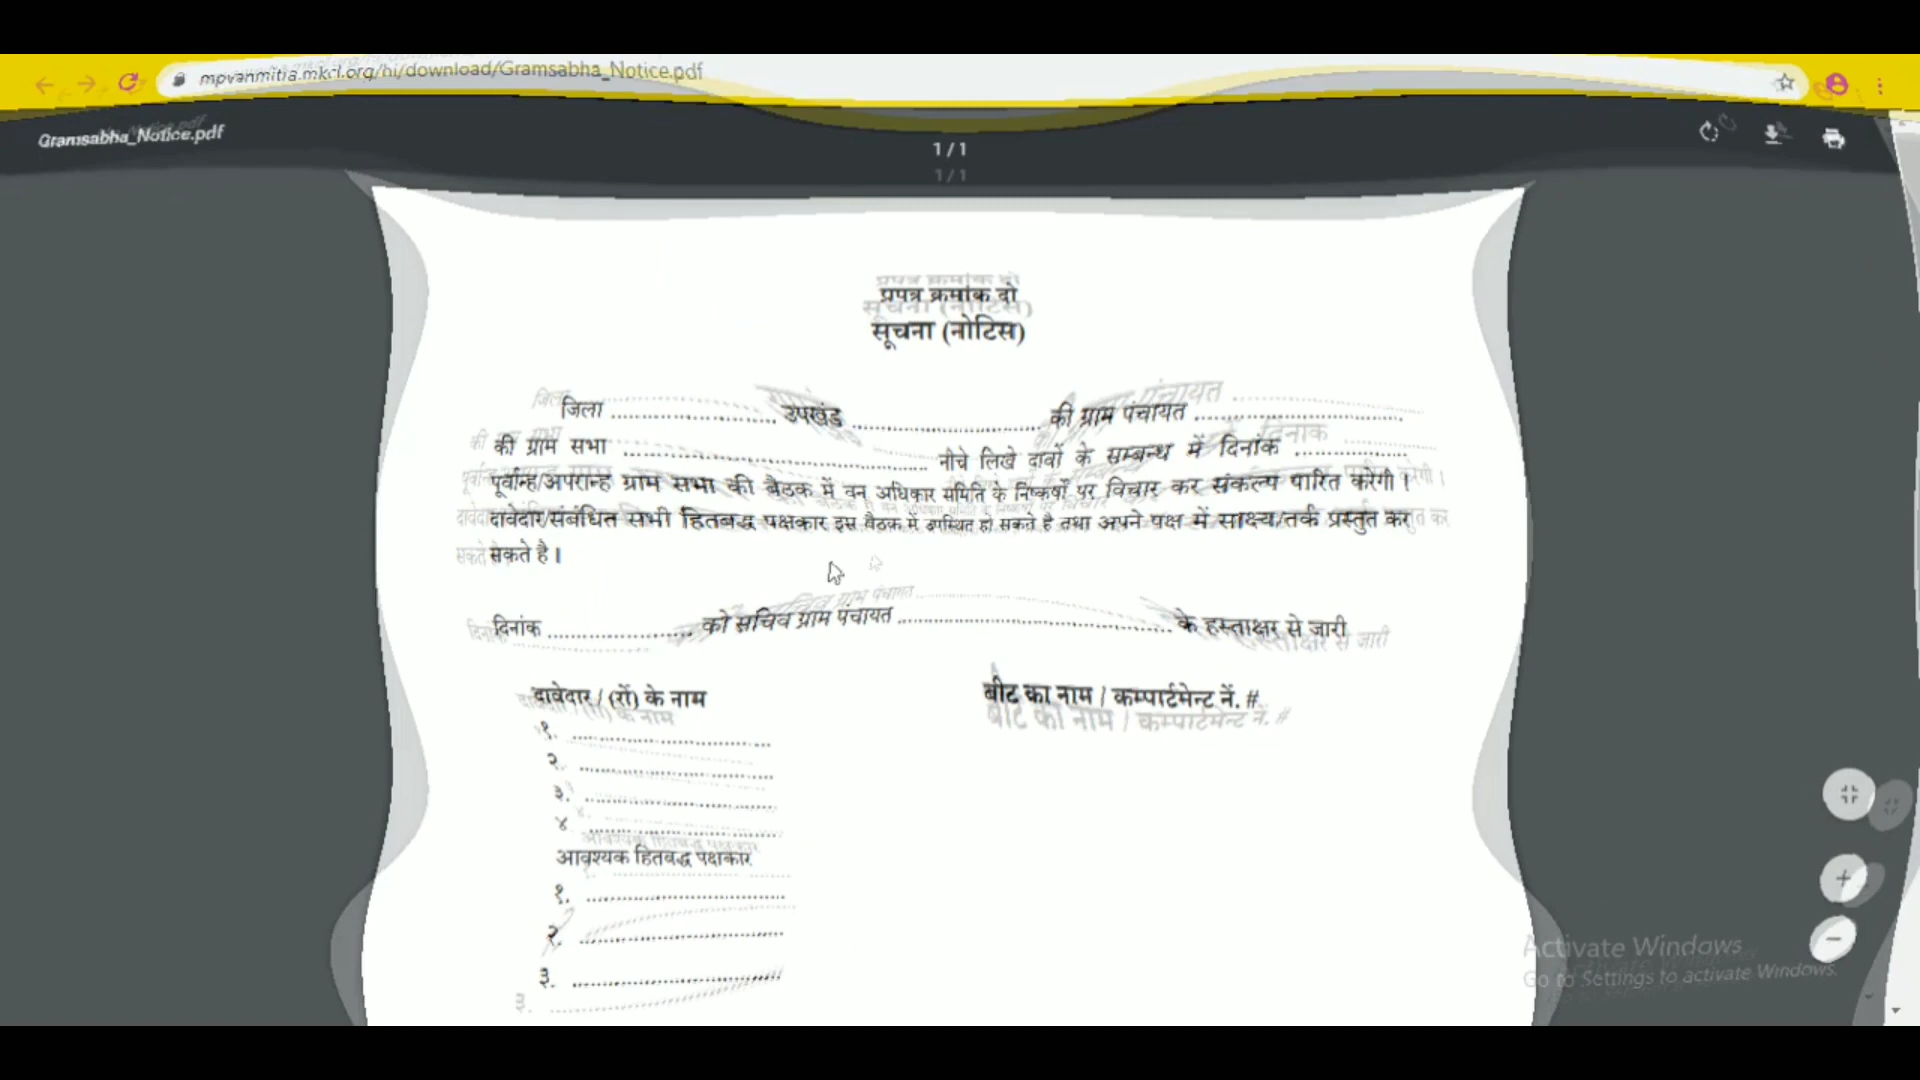 mpvanmitra.mkcl.org/hi/download/Gramsabha_Notice.pdf
Gramsabha_Notice.pdf
1 / 1
प्रपत्र क्रमांक दो
सूचना (नोटिस)
जिला ........................ उपखंड ........................... की ग्राम पंचायत ..............................
की ग्राम सभा ............................................ नीचे लिखे दावों के सम्बन्ध में दिनांक ................
पूर्वान्ह/अपरान्ह ग्राम सभा की बैठक में वन अधिकार समिति के निष्कर्षों पर विचार कर संकल्प पारित करेगी ।
दावेदार/संबंधित सभी हितबद्ध पक्षकार इस बैठक में उपस्थित हो सकते है तथा अपने पक्ष में साक्ष्य/तर्क प्रस्तुत कर
सकते है ।
दिनांक ..................... को सचिव ग्राम पंचायत ........................................ के हस्ताक्षर से जारी
दावेदार / (रों) के नाम
बीट का नाम / कम्पार्टमेन्ट नें. #
१. .............................
२. .............................
३. .............................
४ .............................
आवश्यक हितबद्ध पक्षकार
१. .............................
२. .............................
३. .............................
Activate Windows
Go to Settings to activate Windows.